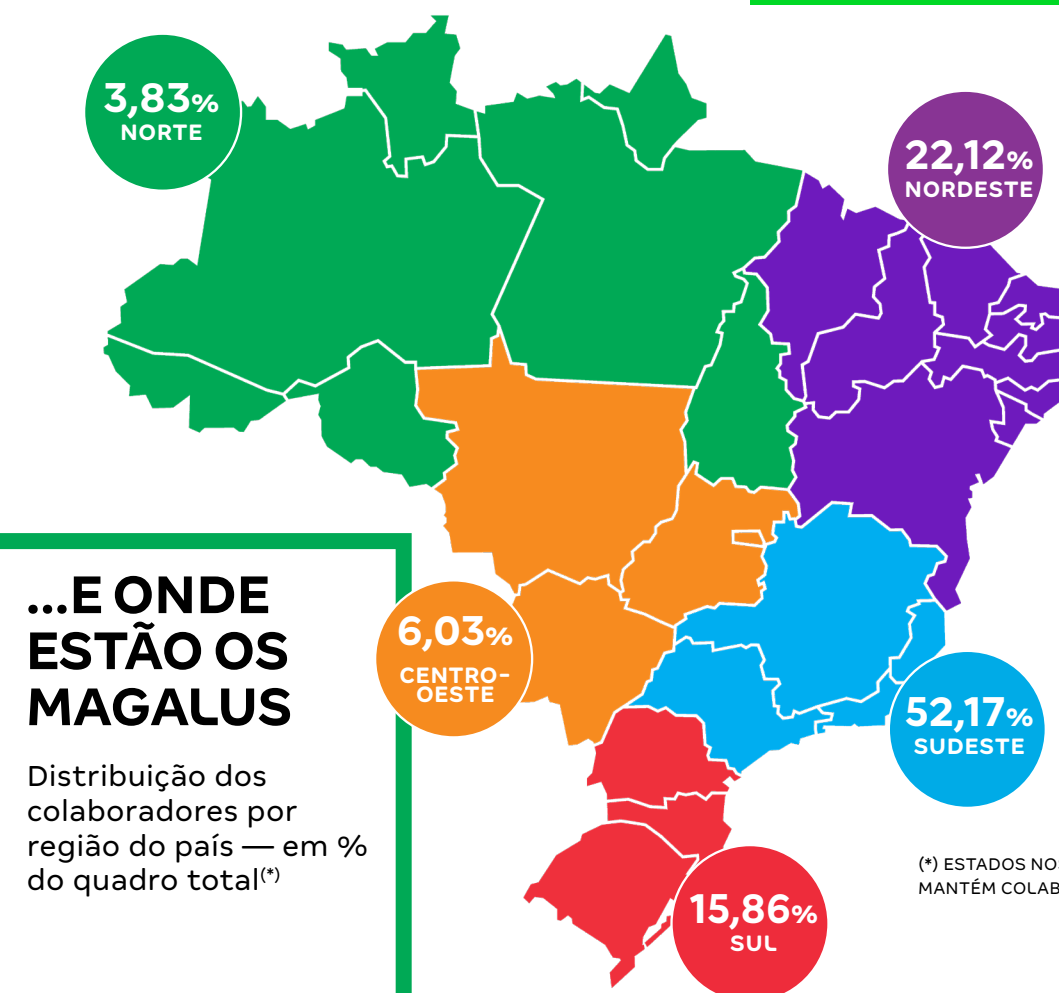 3,83%
NORTE
22,12%
NORDESTE
...E ONDE
ESTÃO OS
MAGALUS
Distribuição dos
colaboradores por
região do país — em %
do quadro total(*)
6,03%
CENTRO-
OESTE
52,17%
SUDESTE
15,86%
SUL
(*) ESTADOS
MANTÉM